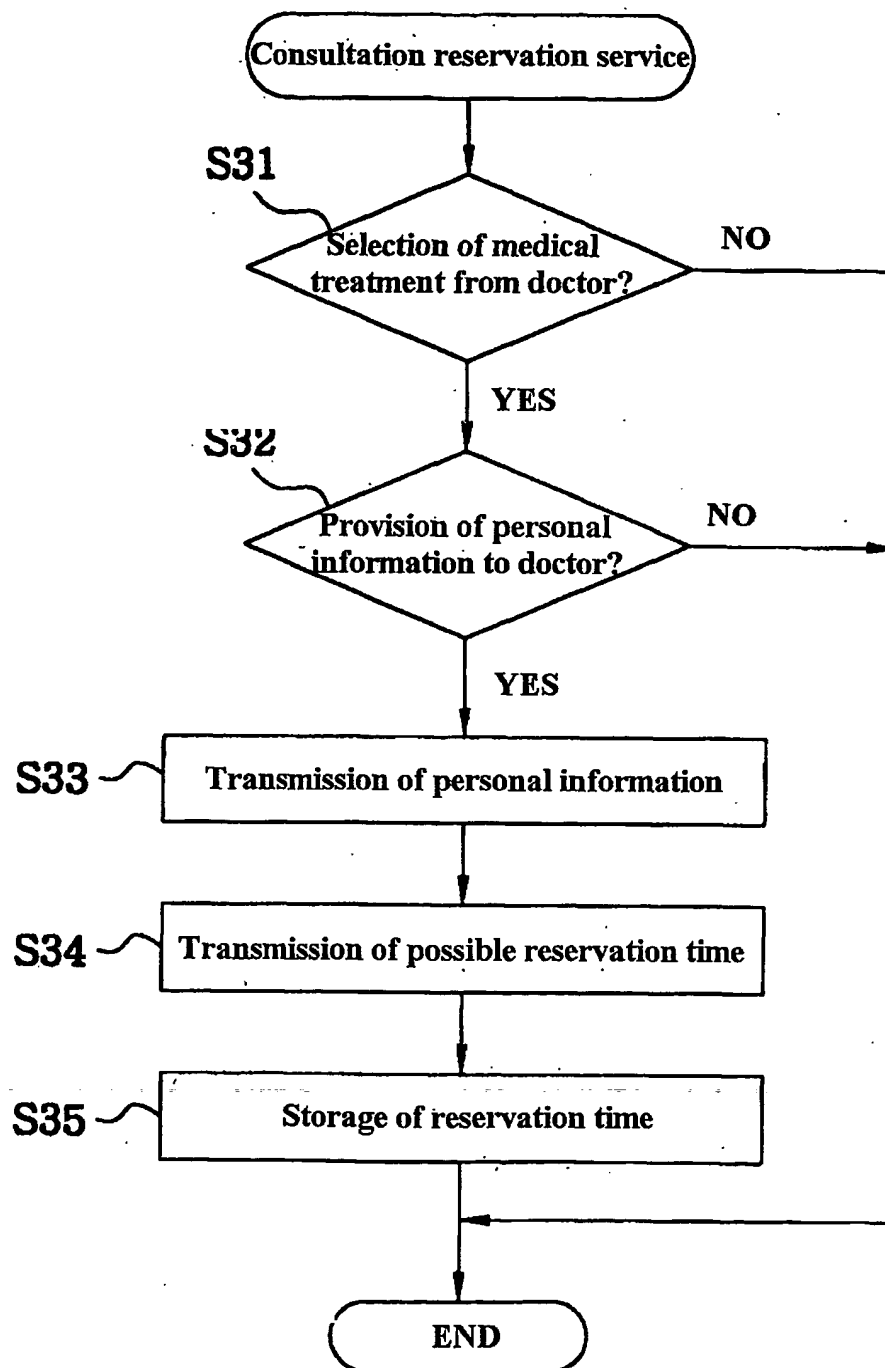 Consultation reservation service
S31
Selection of medical
treatment from doctor?
NO
YES
S32
Provision of personal
information to doctor?
NO
YES
S33
Transmission of personal information
S34
Transmission of possible reservation time
S35
Storage of reservation time
END